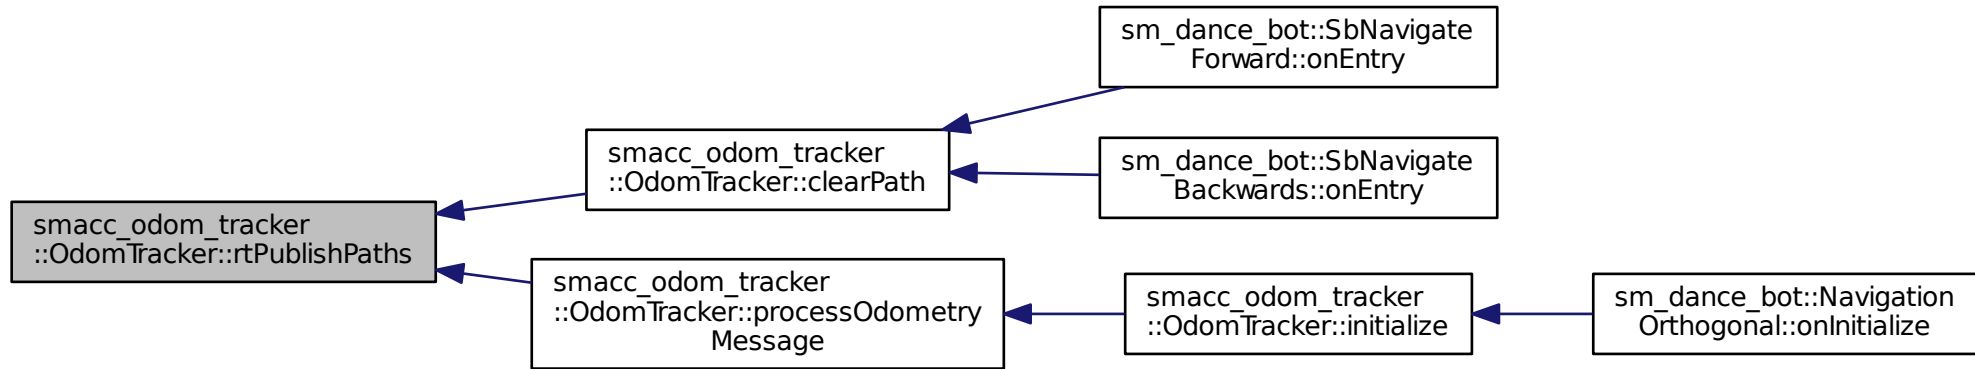 smacc_odom_tracker
::OdomTracker::rtPublishPaths
smacc_odom_tracker
::OdomTracker::clearPath
sm_dance_bot::SbNavigate
Forward::onEntry
sm_dance_bot::SbNavigate
Backwards::onEntry
smacc_odom_tracker
::OdomTracker::processOdometry
Message
smacc_odom_tracker
::OdomTracker::initialize
sm_dance_bot::Navigation
Orthogonal::onInitialize